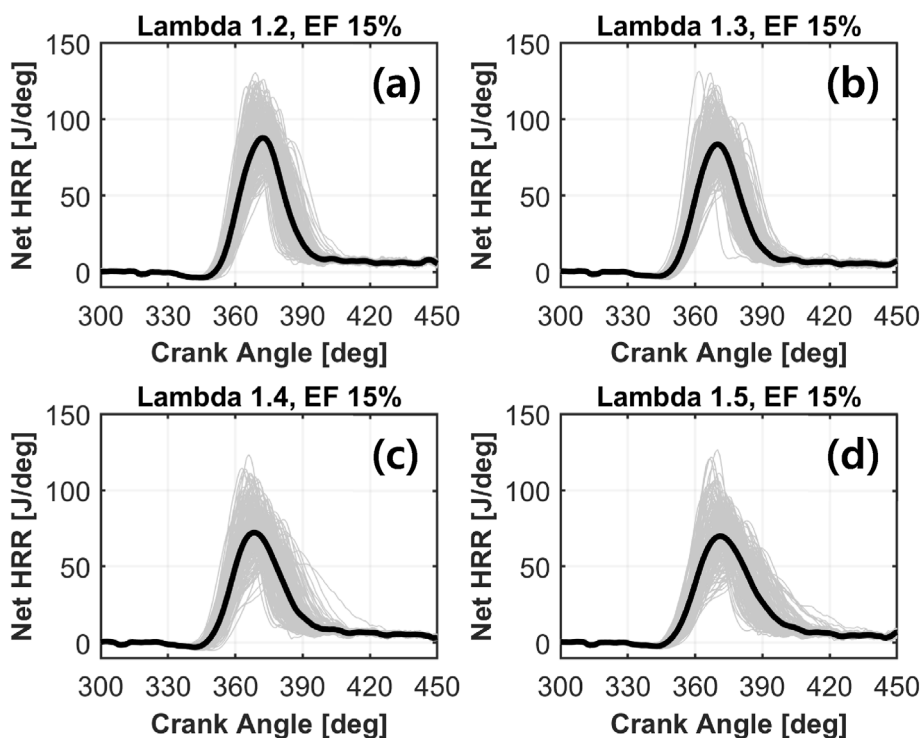 Lambda 1.2, EF 15%
(a)
Net HRR [J/deg]
150
100
50
0
300 330 360 390 420 450
Crank Angle [deg]
Lambda 1.3, EF 15%
(b)
Net HRR [J/deg]
150
100
50
0
300 330 360 390 420 450
Crank Angle [deg]
Lambda 1.4, EF 15%
(c)
Net HRR [J/deg]
150
100
50
0
300 330 360 390 420 450
Crank Angle [deg]
Lambda 1.5, EF 15%
(d)
Net HRR [J/deg]
150
100
50
0
300 330 360 390 420 450
Crank Angle [deg]